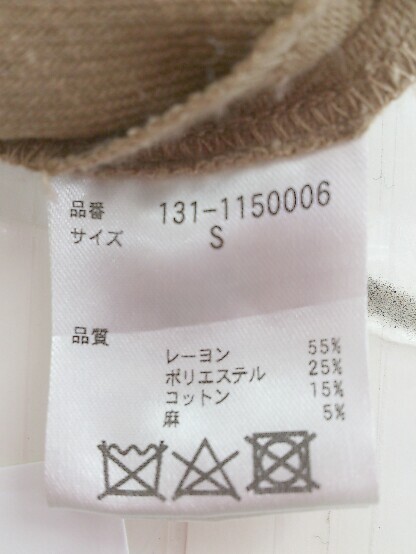 品番 131-1150006
サイズ S
品質
レーヨン 55%
ポリエステル 25%
コットン 15%
麻 5%